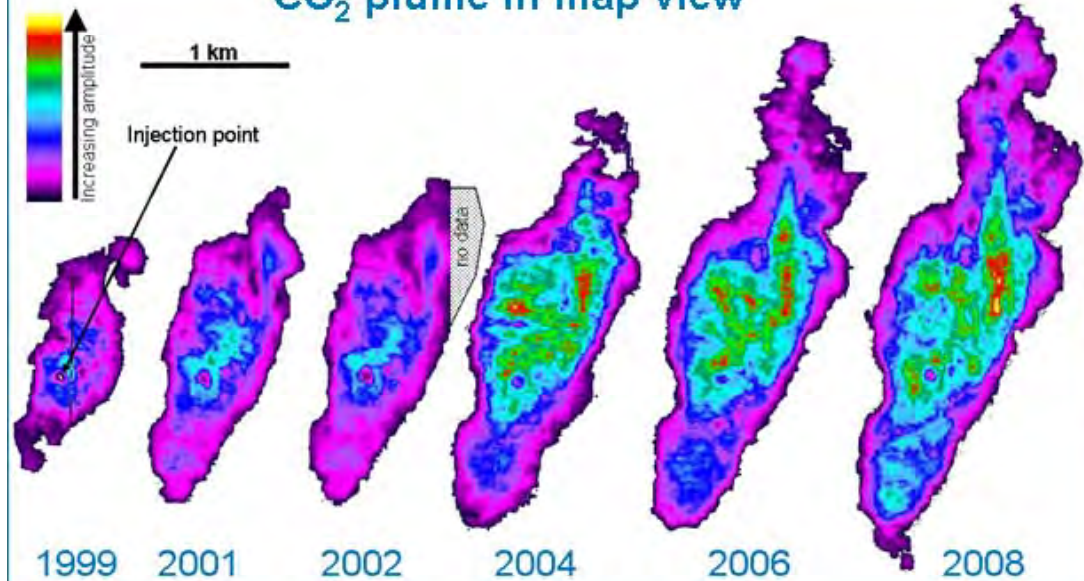 CO2 plume in map view
Increasing amplitude
1 km
Injection point
no data
1999 2001 2002 2004 2006 2008